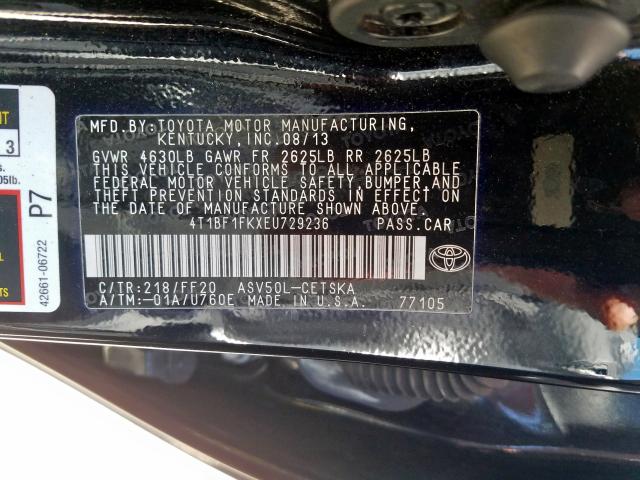 MFD.BY:TOYOTA MOTOR MANUFACTURING,
KENTUCKY, INC. 08/13
GVWR 4630LB GAWR FR 2625LB RR 2625LB
THIS VEHICLE CONFORMS TO ALL APPLICABLE
FEDERAL MOTOR VEHICLE SAFETY,BUMPER,AND
THEFT PREVENTION STANDARDS IN EFFECT ON
THE DATE OF MANUFACTURE SHOWN ABOVE.
4T1BF1FKXEU729236 PASS.CAR
C/TR:218/FF20 ASV50L-CETSKA
A/TM:-01A/U760E MADE IN U.S.A. 77105
3
05lb.
P7
42661-06722